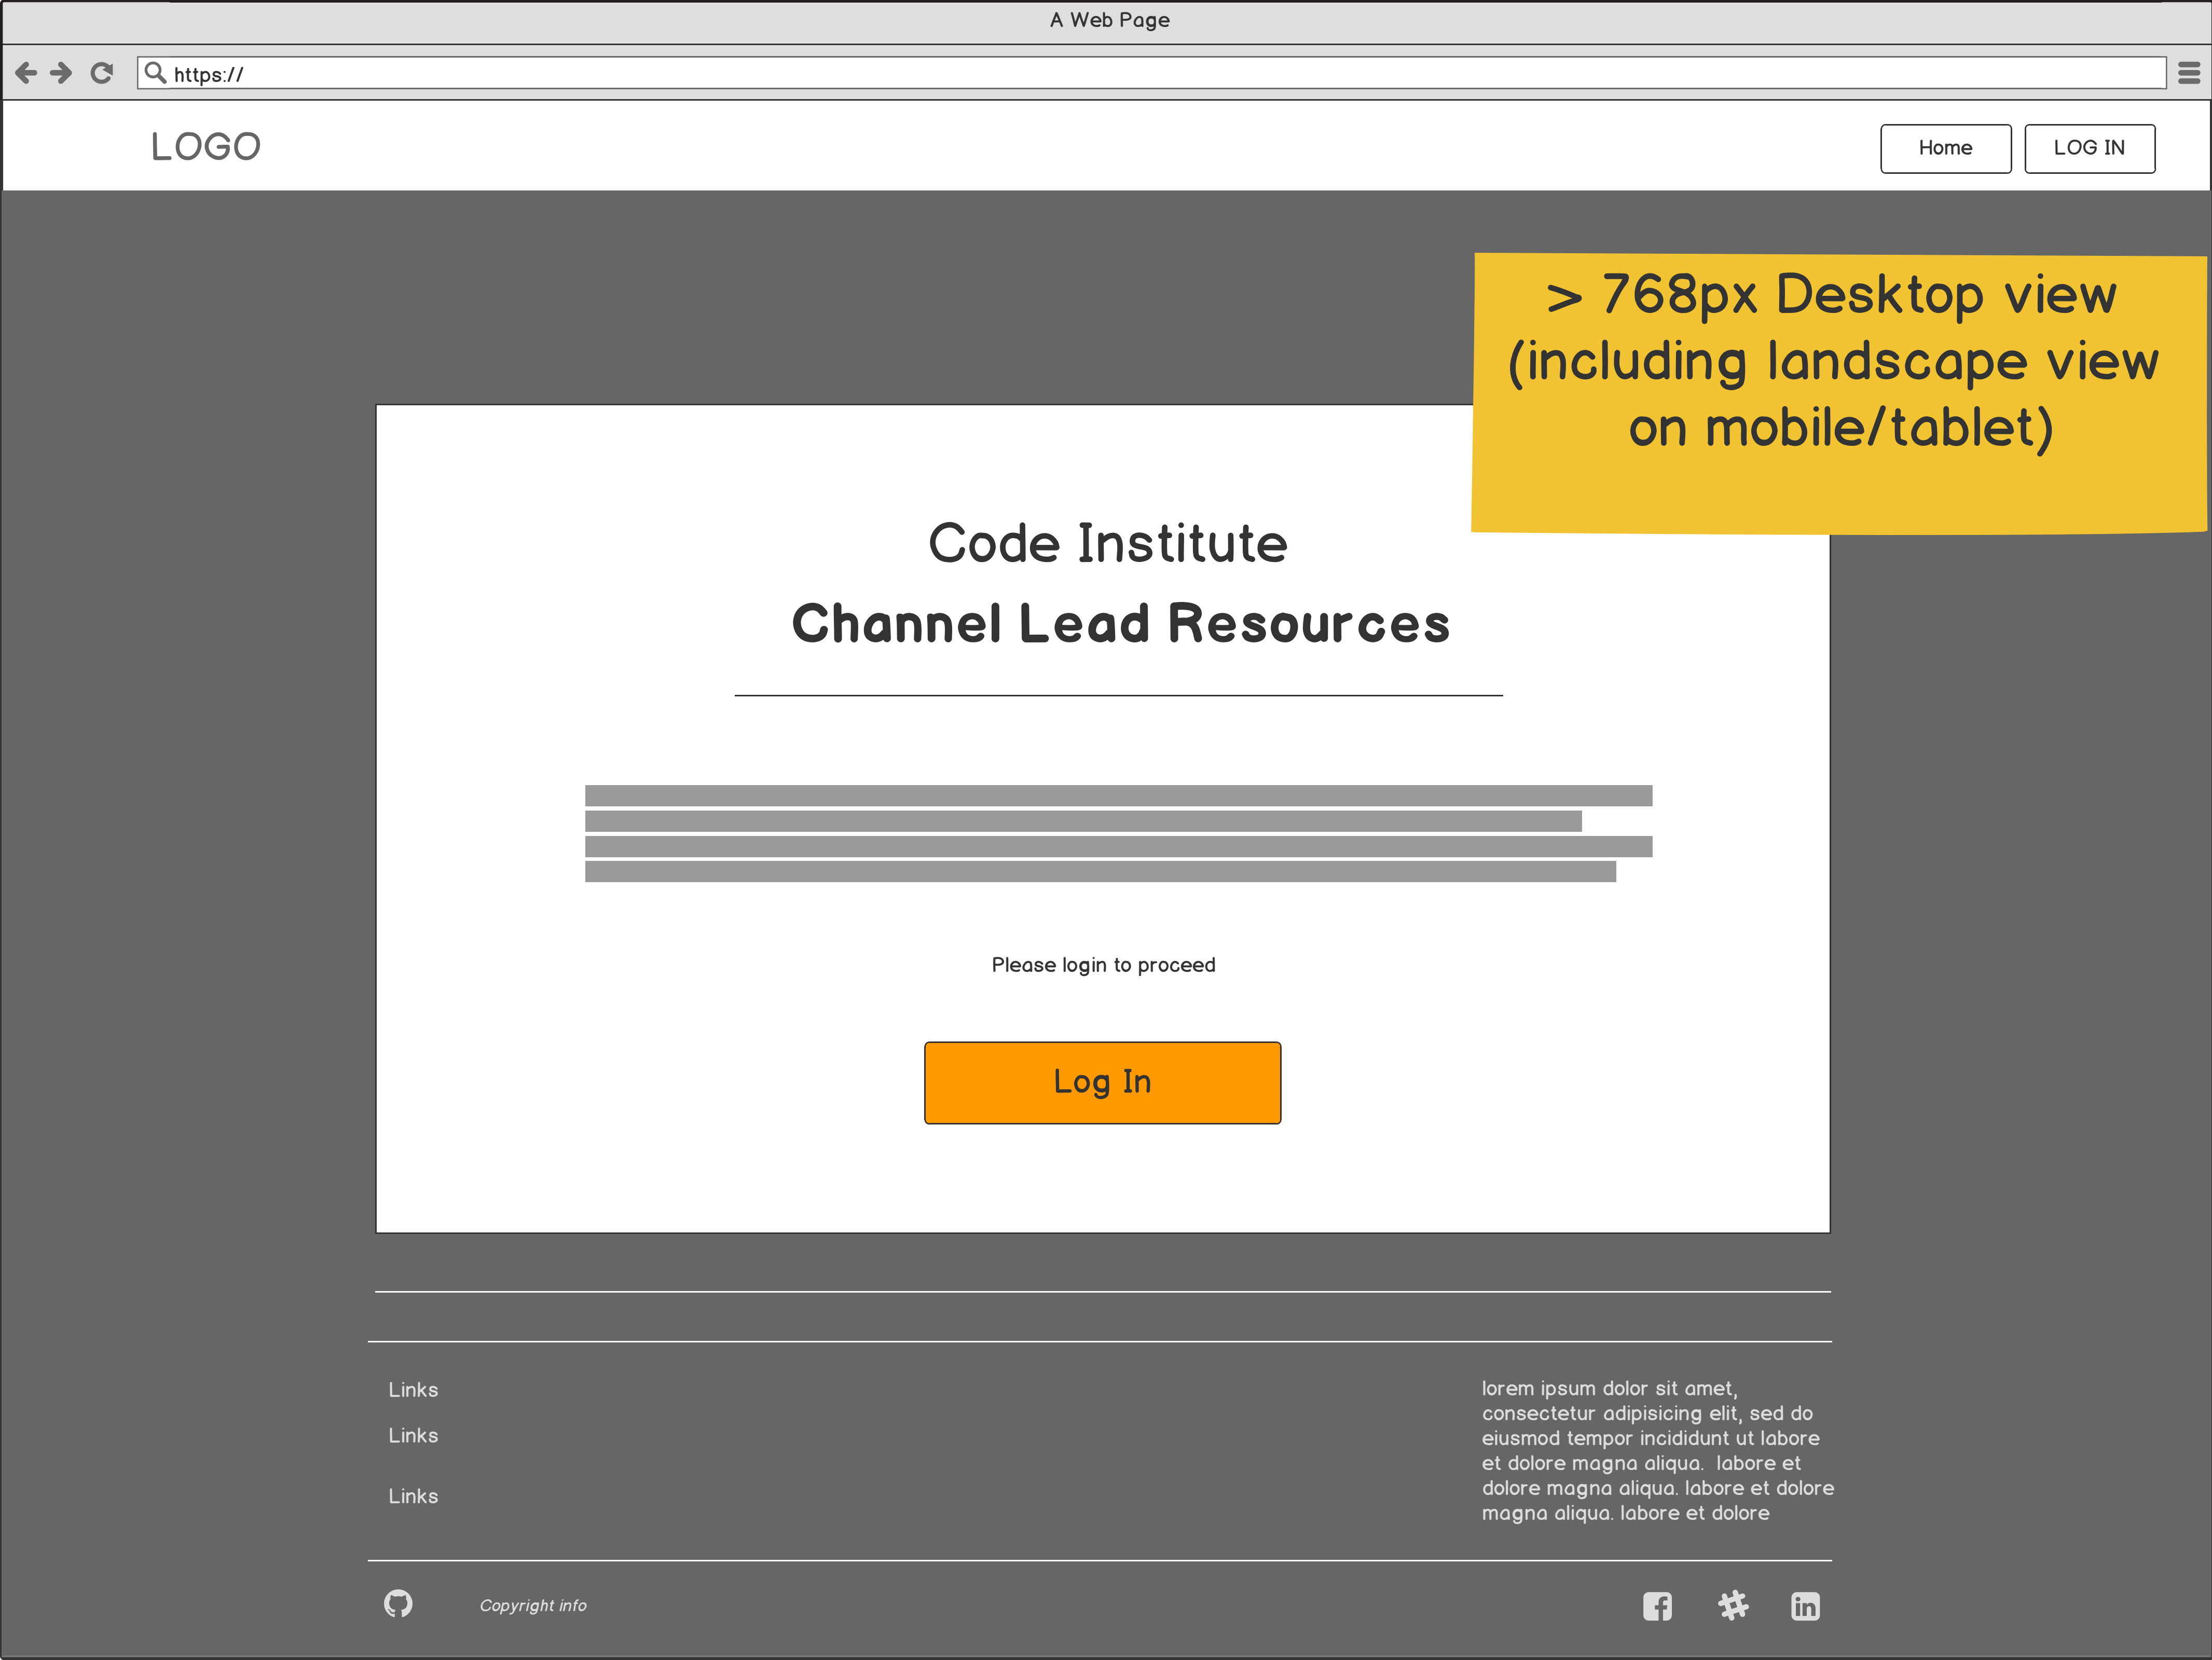 A Web Page
https://
LOGO
Home
LOG IN
> 768px Desktop view
(including landscape view
on mobile/tablet)
Code Institute
Channel Lead Resources
Please login to proceed
Log In
Links
Links
Links
lorem ipsum dolor sit amet,
consectetur adipisicing elit, sed do
eiusmod tempor incididunt ut labore
et dolore magna aliqua.  labore et
dolore magna aliqua. labore et dolore
magna aliqua. labore et dolore
Copyright info